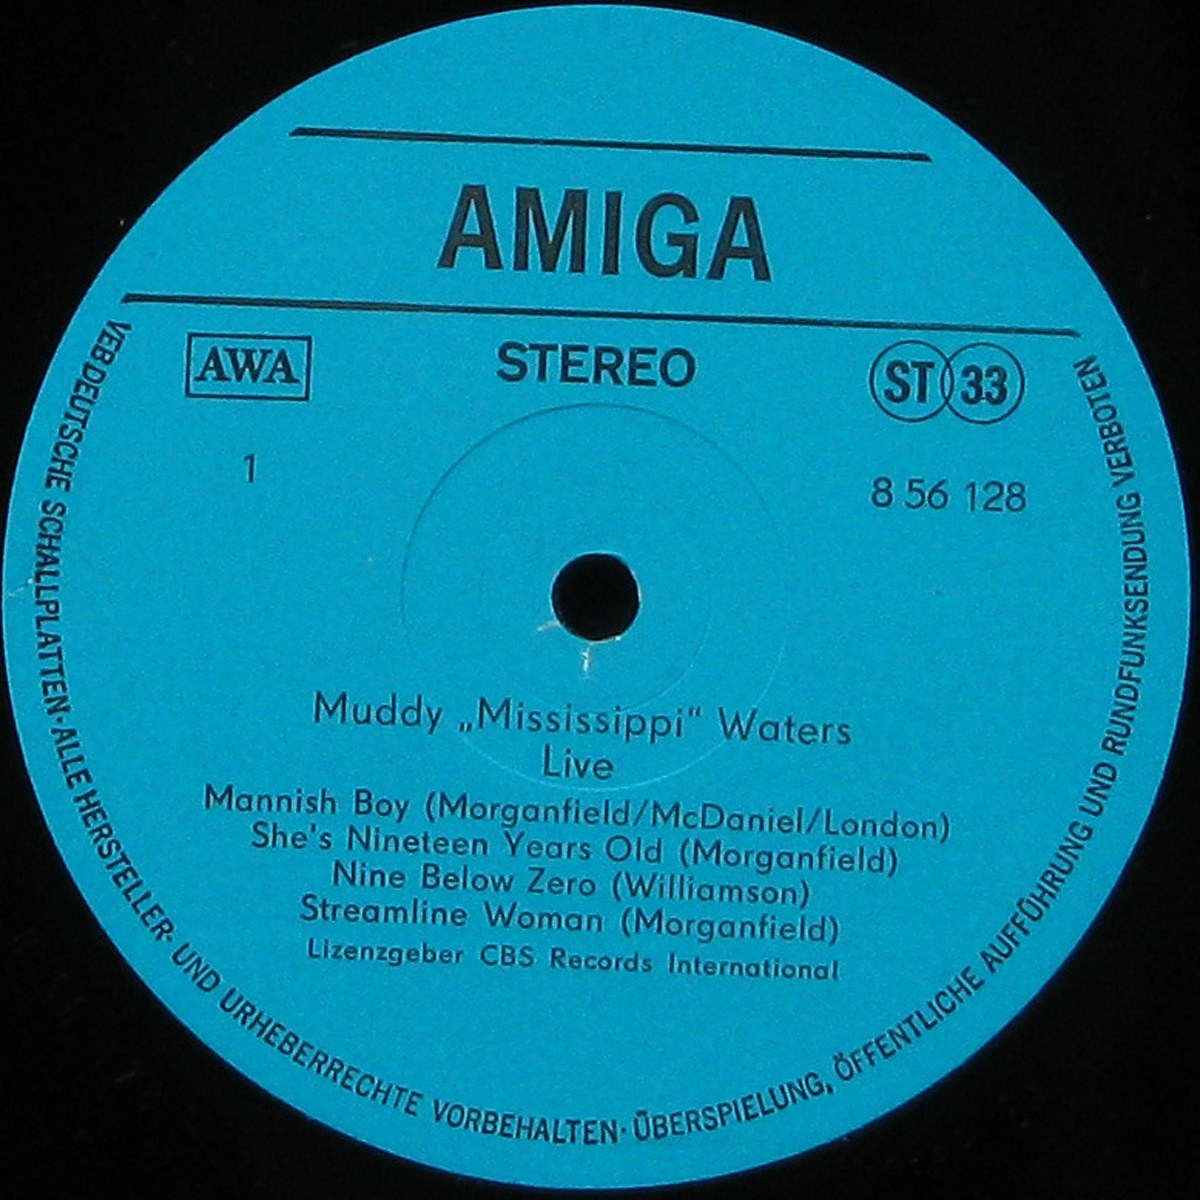 AMIGA
AWA
STEREO
ST 33
1
8 56 128
Muddy „Mississippi“ Waters
Live
Mannish Boy (Morganfield/McDaniel/London)
She's Nineteen Years Old (Morganfield)
Nine Below Zero (Williamson)
Streamline Woman (Morganfield)
Lizenzgeber CBS Records International
VEB DEUTSCHE SCHALLPLATTEN · ALLE HERSTELLER- UND URHEBERRECHTE VORBEHALTEN · ÜBERSPIELUNG, ÖFFENTLICHE AUFFÜHRUNG UND RUNDFUNKSENDUNG VERBOTEN